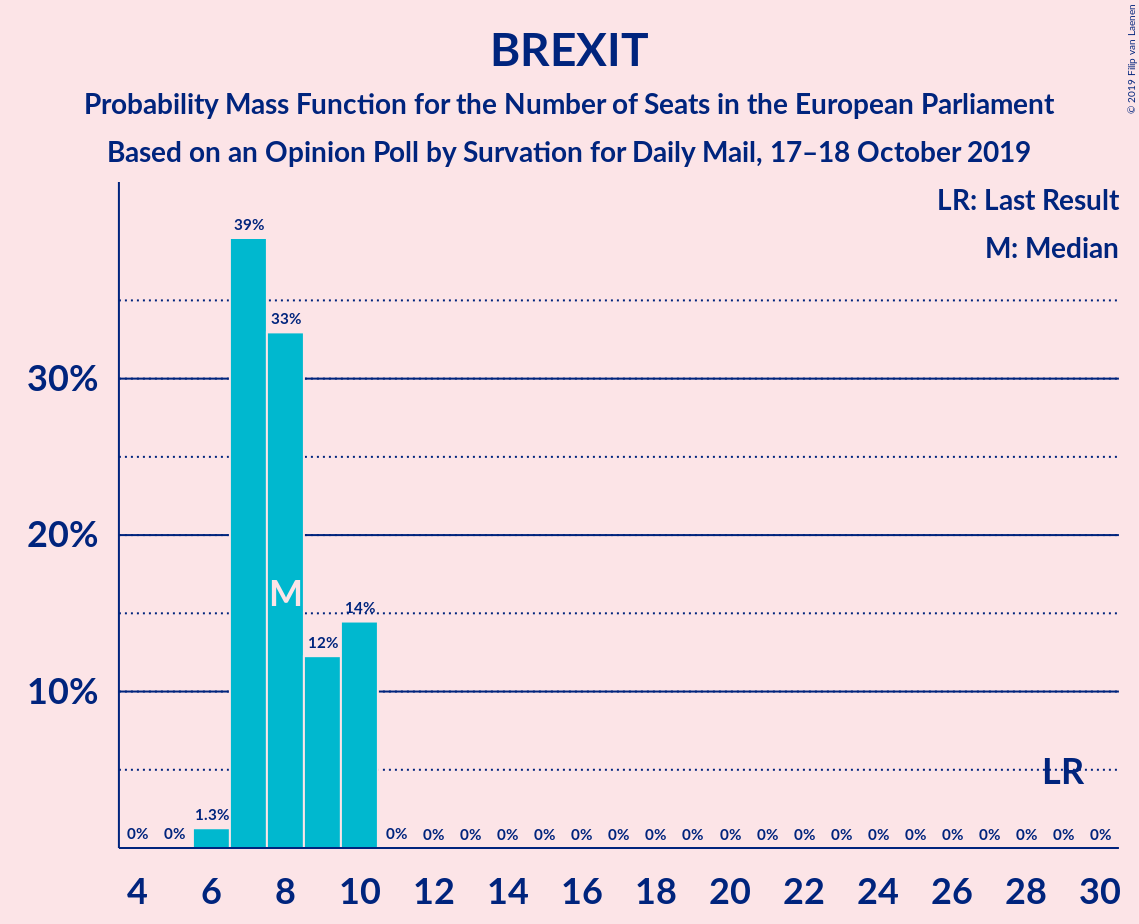 BREXIT
Probability Mass Function for the Number of Seats in the European Parliament
Based on an Opinion Poll by Survation for Daily Mail, 17–18 October 2019
© 2019 Filip van Laenen
LR: Last Result
M: Median
39%
33%
30%
20%
M
14%
12%
10%
LR
1.3%
0% 0% 0% 0% 0% 0% 0% 0% 0% 0% 0% 0% 0% 0% 0% 0% 0% 0% 0% 0% 0% 0%
4 6 8 10 12 14 16 18 20 22 24 26 28 30